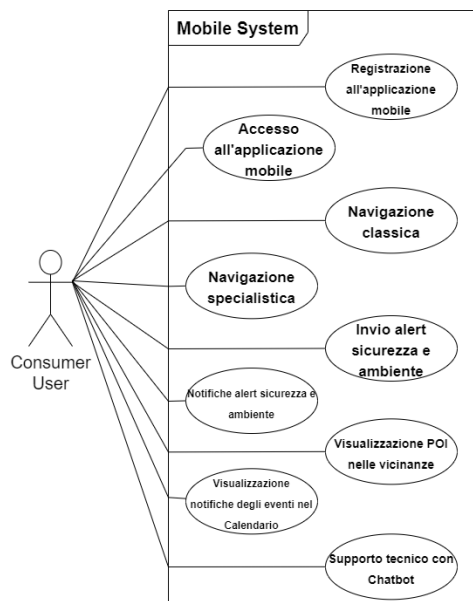 Mobile System
Registrazione
all'applicazione
mobile
Accesso
all'applicazione
mobile
Navigazione
classica
Navigazione
specialistica
Consumer
User
Invio alert
sicurezza e
ambiente
Notifiche alert sicurezza e
ambiente
Visualizzazione POI
nelle vicinanze
Visualizzazione
notifiche degli eventi nel
Calendario
Supporto tecnico con
Chatbot